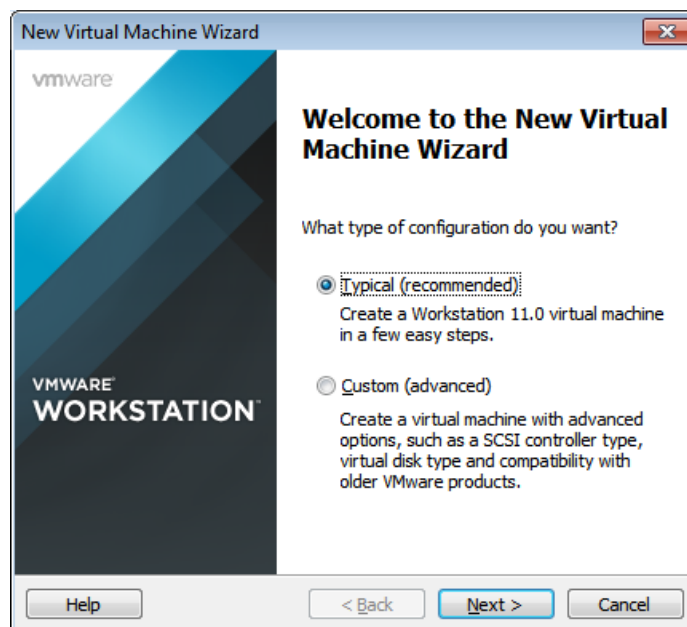 New Virtual Machine Wizard
vmware
Welcome to the New Virtual
Machine Wizard
What type of configuration do you want?
Typical (recommended)
Create a Workstation 11.0 virtual machine
in a few easy steps.
Custom (advanced)
Create a virtual machine with advanced
options, such as a SCSI controller type,
virtual disk type and compatibility with
older VMware products.
VMWARE®
WORKSTATION™
Help
< Back
Next >
Cancel